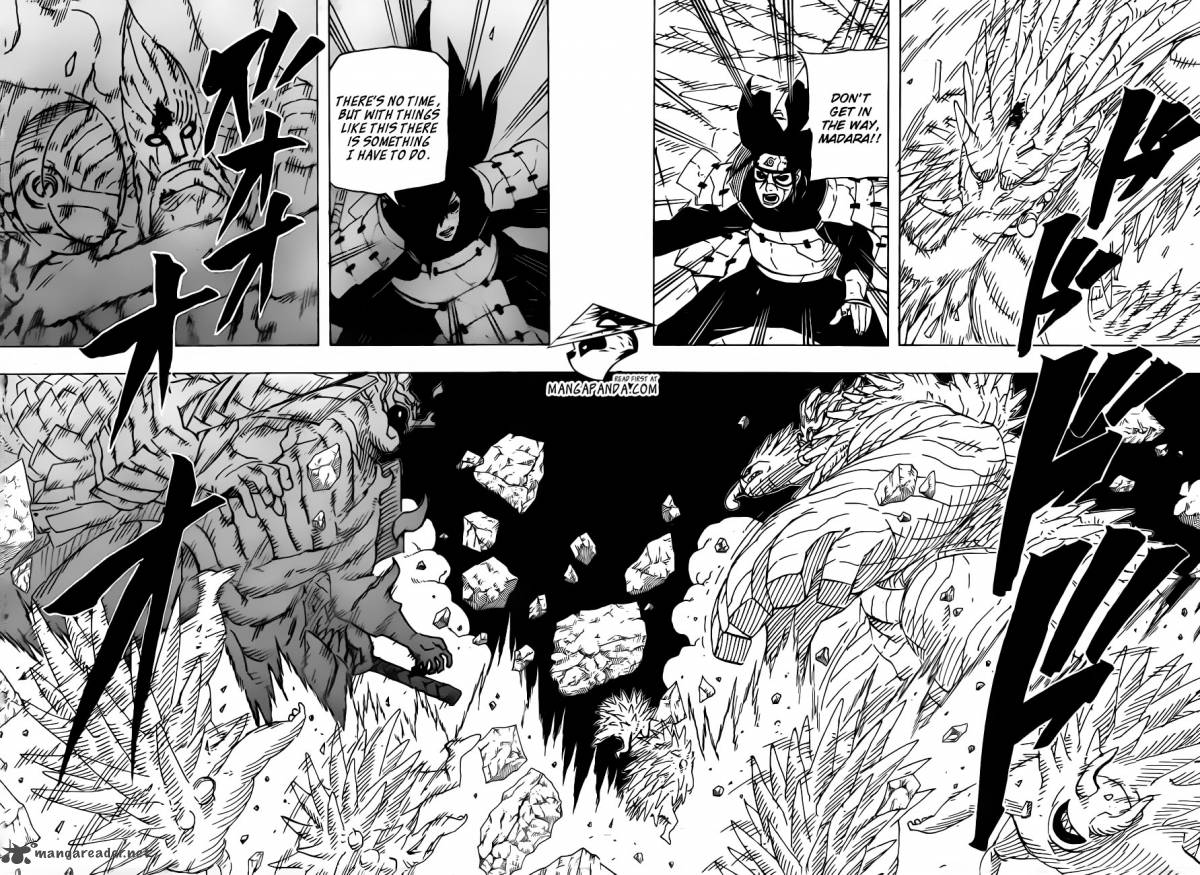 ド
ド
ド
ド
DON'T
GET IN
THE WAY,
MADARA!!
THERE'S NO TIME,
BUT WITH THINGS
LIKE THIS THERE
IS SOMETHING
I HAVE TO DO.
オ
オ
オ
オ
READ FIRST AT
MANGAPANDA.COM
mangareader.net